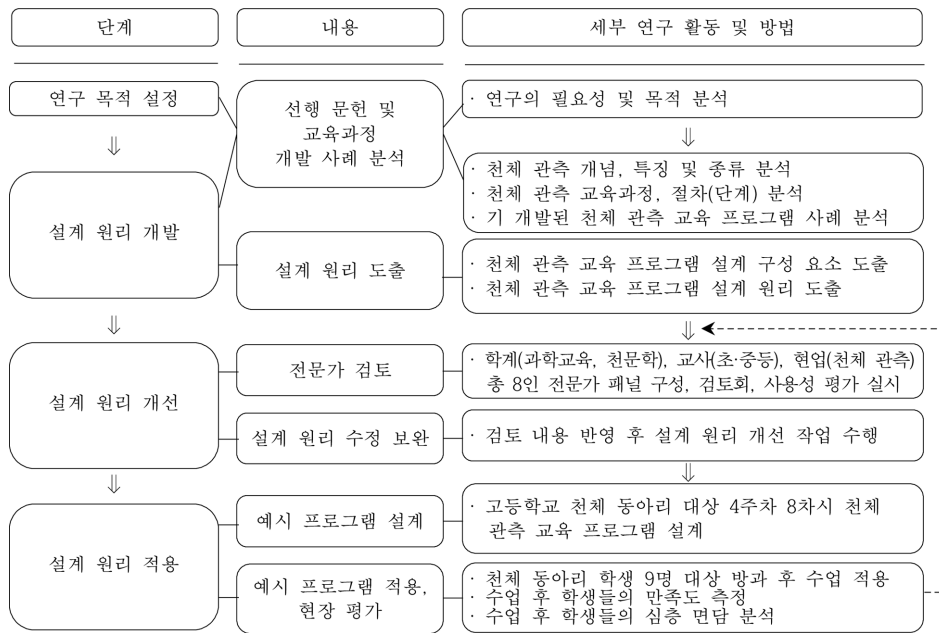 단계
내용
세부 연구 활동 및 방법
연구 목적 설정
선행 문헌 및
교육과정
개발 사례 분석
· 연구의 필요성 및 목적 분석
⇓
⇓
설계 원리 개발
· 천체 관측 개념, 특징 및 종류 분석
· 천체 관측 교육과정, 절차(단계) 분석
· 기 개발된 천체 관측 교육 프로그램 사례 분석
설계 원리 도출
· 천체 관측 교육 프로그램 설계 구성 요소 도출
· 천체 관측 교육 프로그램 설계 원리 도출
⇓
⇓
설계 원리 개선
전문가 검토
· 학계(과학교육, 천문학), 교사(초·중등), 현업(천체 관측)
총 8인 전문가 패널 구성, 검토회, 사용성 평가 실시
설계 원리 수정 보완
· 검토 내용 반영 후 설계 원리 개선 작업 수행
⇓
⇓
설계 원리 적용
예시 프로그램 설계
· 고등학교 천체 동아리 대상 4주차 8차시 천체
관측 교육 프로그램 설계
예시 프로그램 적용,
현장 평가
· 천체 동아리 학생 9명 대상 방과 후 수업 적용
· 수업 후 학생들의 만족도 측정
· 수업 후 학생들의 심층 면담 분석